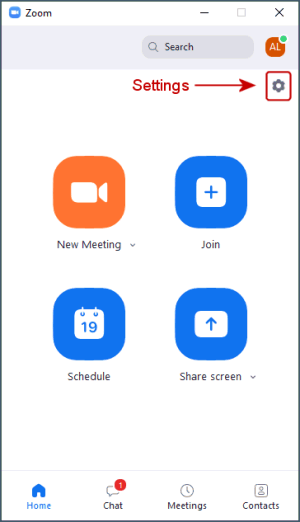 Zoom
Search
AL
Settings
New Meeting
Join
19
Schedule
Share screen
1
Home
Chat
Meetings
Contacts